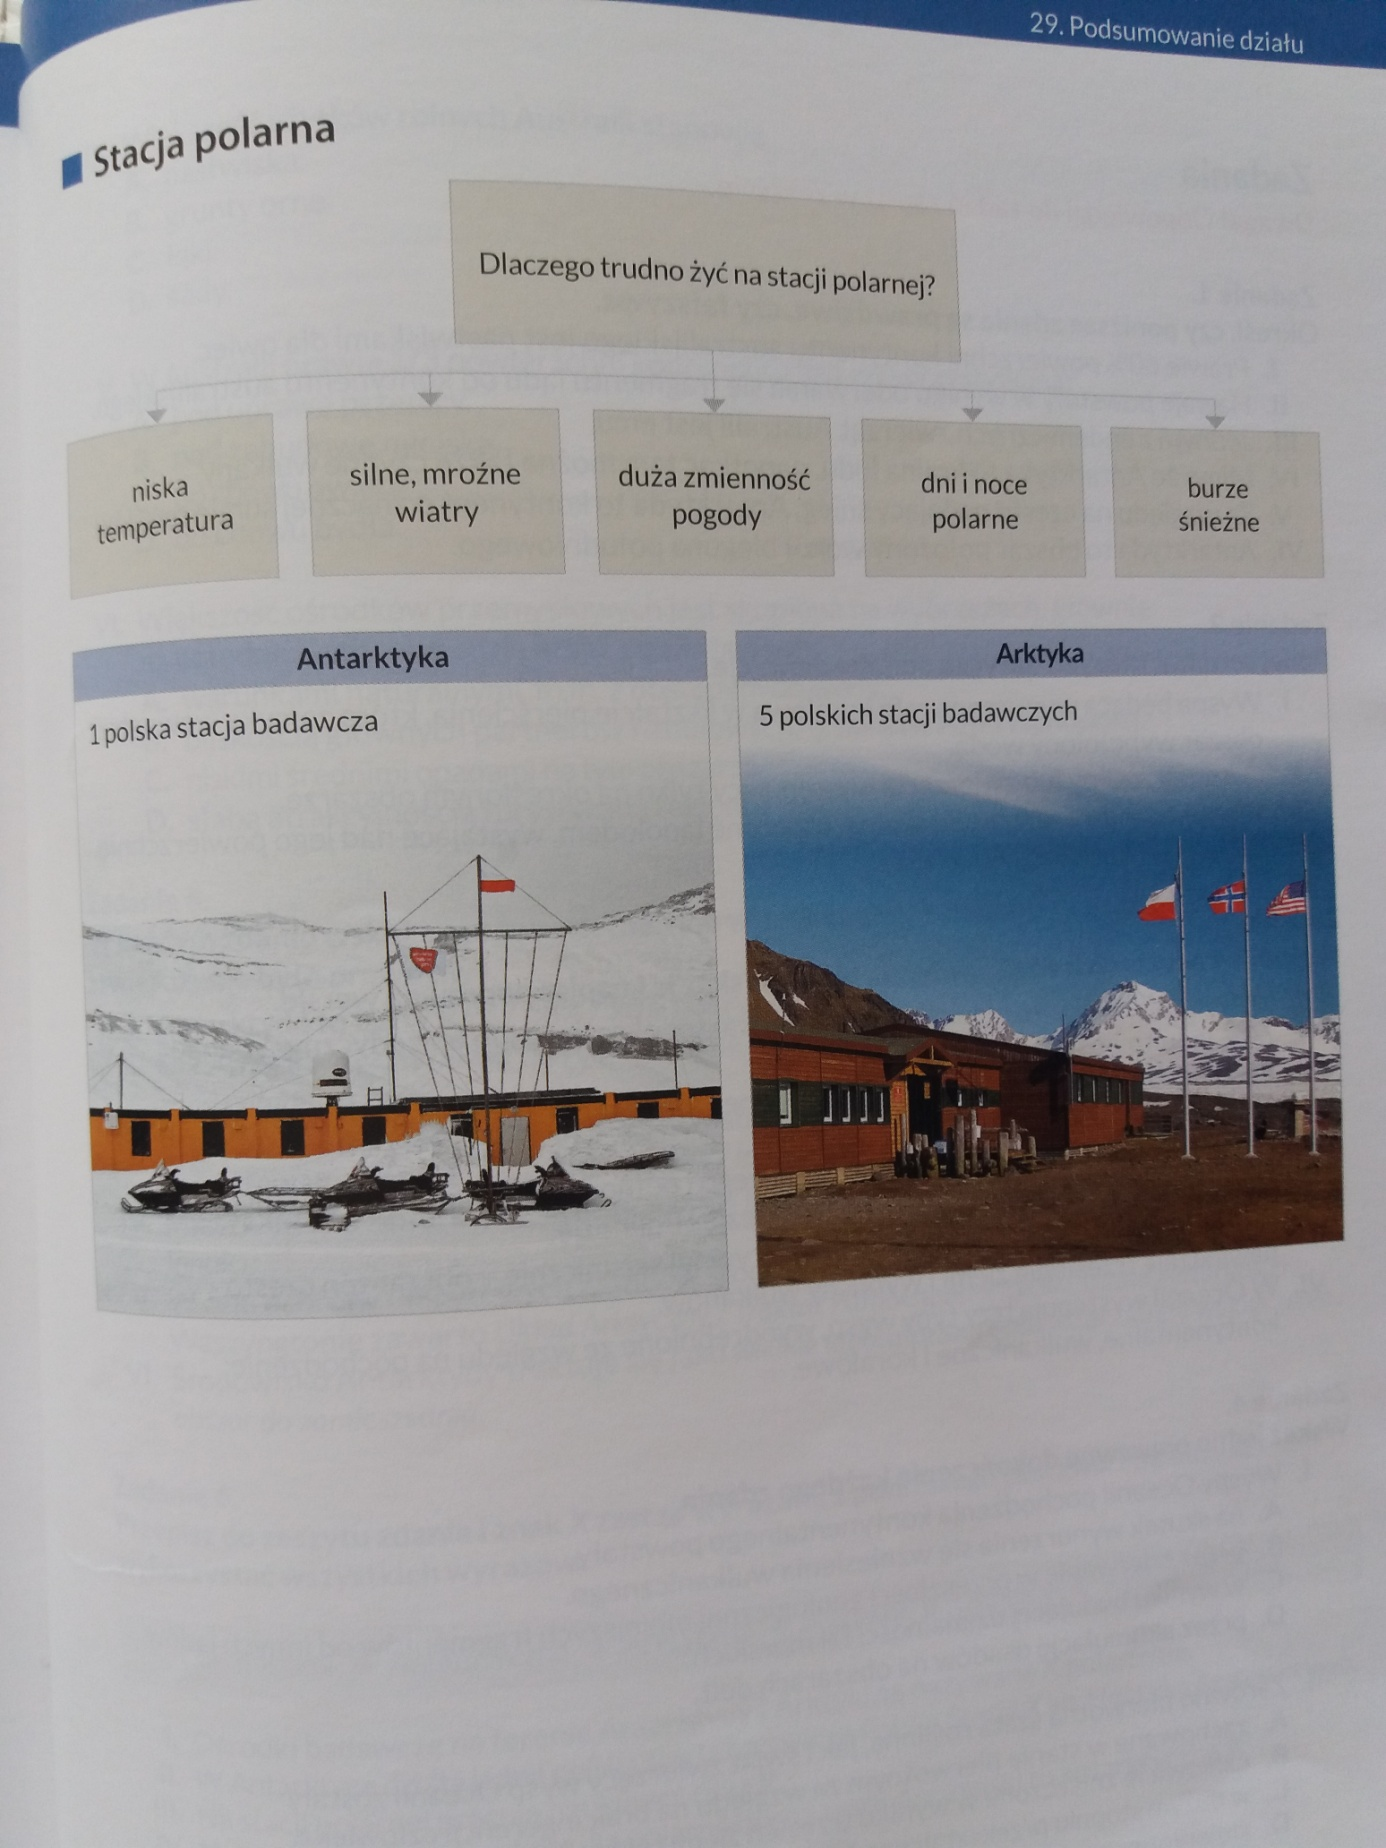 29. Podsumowanie działu
Stacja polarna
Dlaczego trudno żyć na stacji polarnej?
niska
temperatura
silne, mroźne
wiatry
duża zmienność
pogody
dni i noce
polarne
burze
śnieżne
Antarktyka
1 polska stacja badawcza
Arktyka
5 polskich stacji badawczych